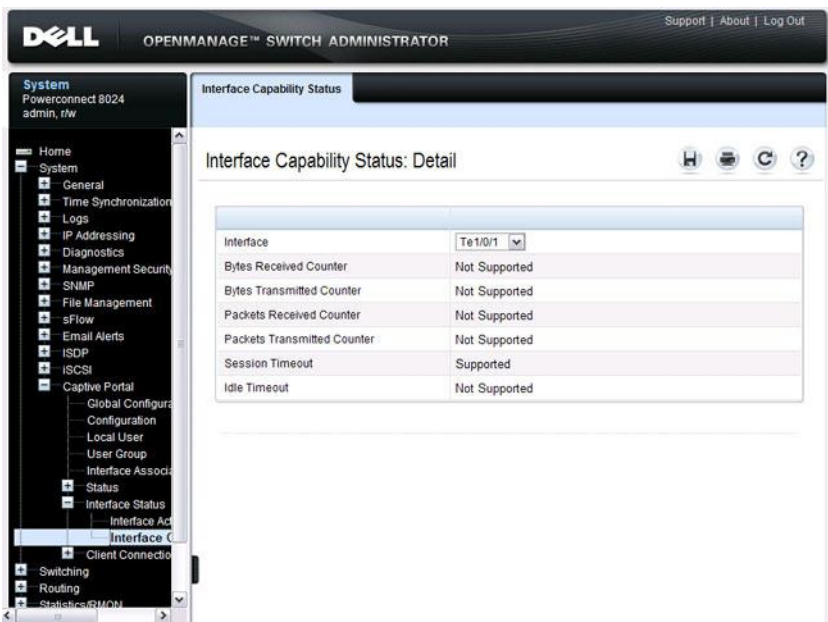 Support | About | Log Out
DELL OPENMANAGE™ SWITCH ADMINISTRATOR
System
Powerconnect 8024
admin, r/w
Home
System
General
Time Synchronization
Logs
IP Addressing
Diagnostics
Management Security
SNMP
File Management
sFlow
Email Alerts
ISDP
iSCSI
Captive Portal
Global Configura
Configuration
Local User
User Group
Interface Associa
Status
Interface Status
Interface Act
Interface C
Client Connectio
Switching
Routing
Statistics/RMON
Interface Capability Status
Interface Capability Status: Detail
Interface Te1/0/1
Bytes Received Counter Not Supported
Bytes Transmitted Counter Not Supported
Packets Received Counter Not Supported
Packets Transmitted Counter Not Supported
Session Timeout Supported
Idle Timeout Not Supported